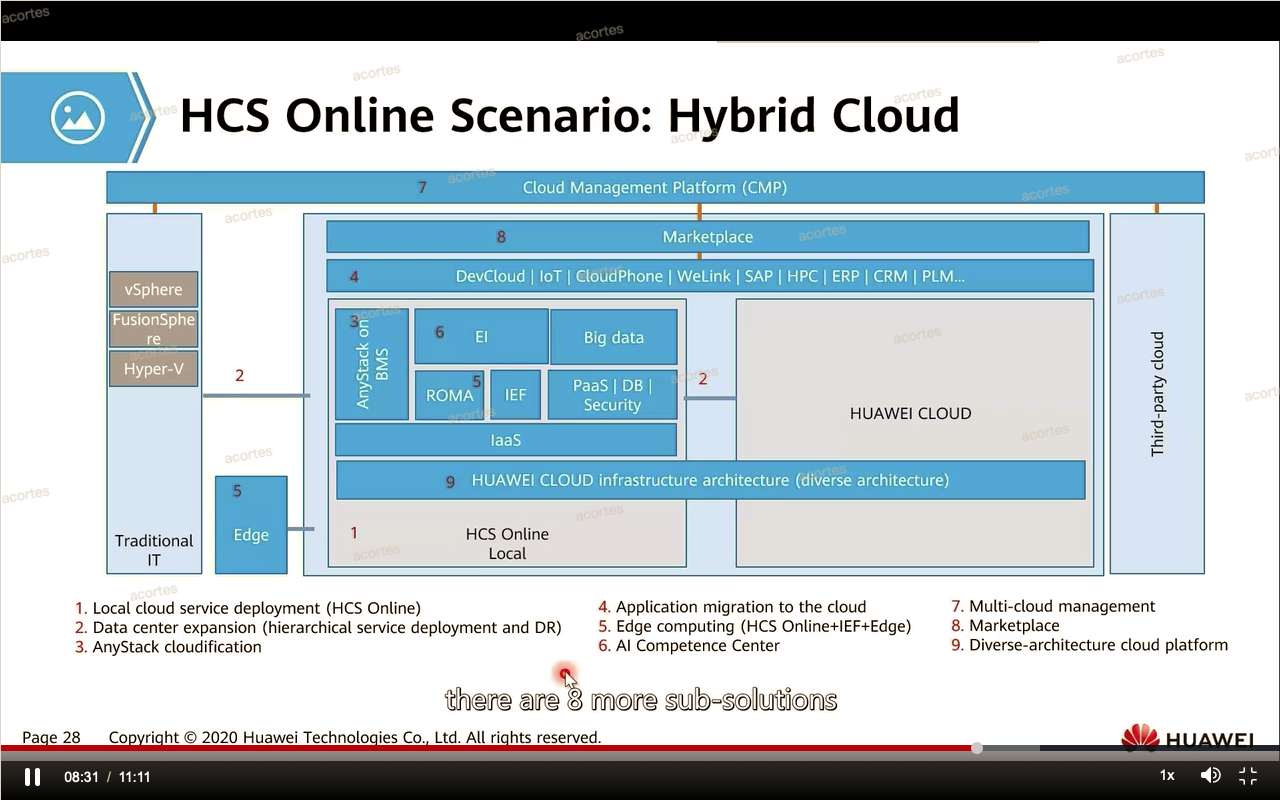 HCS Online Scenario: Hybrid Cloud
7 Cloud Management Platform (CMP)
8 Marketplace
4 DevCloud | IoT | CloudPhone | WeLink | SAP | HPC | ERP | CRM | PLM...
vSphere
FusionSphe
re
Hyper-V
Traditional
IT
2
5
Edge
3
AnyStack on
BMS
6 EI
Big data
ROMA 5
IEF
PaaS | DB |
Security
IaaS
9 HUAWEI CLOUD infrastructure architecture (diverse architecture)
1
HCS Online
Local
2
HUAWEI CLOUD
Third-party cloud
1. Local cloud service deployment (HCS Online)
2. Data center expansion (hierarchical service deployment and DR)
3. AnyStack cloudification
4. Application migration to the cloud
5. Edge computing (HCS Online+IEF+Edge)
6. AI Competence Center
7. Multi-cloud management
8. Marketplace
9. Diverse-architecture cloud platform
there are 8 more sub-solutions
Page 28 Copyright © 2020 Huawei Technologies Co., Ltd. All rights reserved.
HUAWEI
08:31 / 11:11
1x
acortes